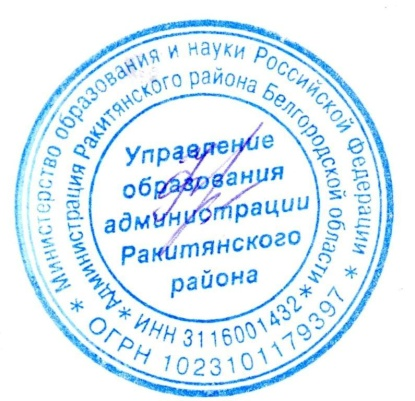 * Министерство образования и науки Российской Федерации *
ОГРН 1023101179397
* Администрация Ракитянского района Белгородской области *
ИНН 3116001432
Управление
образования
администрации
Ракитянского
района